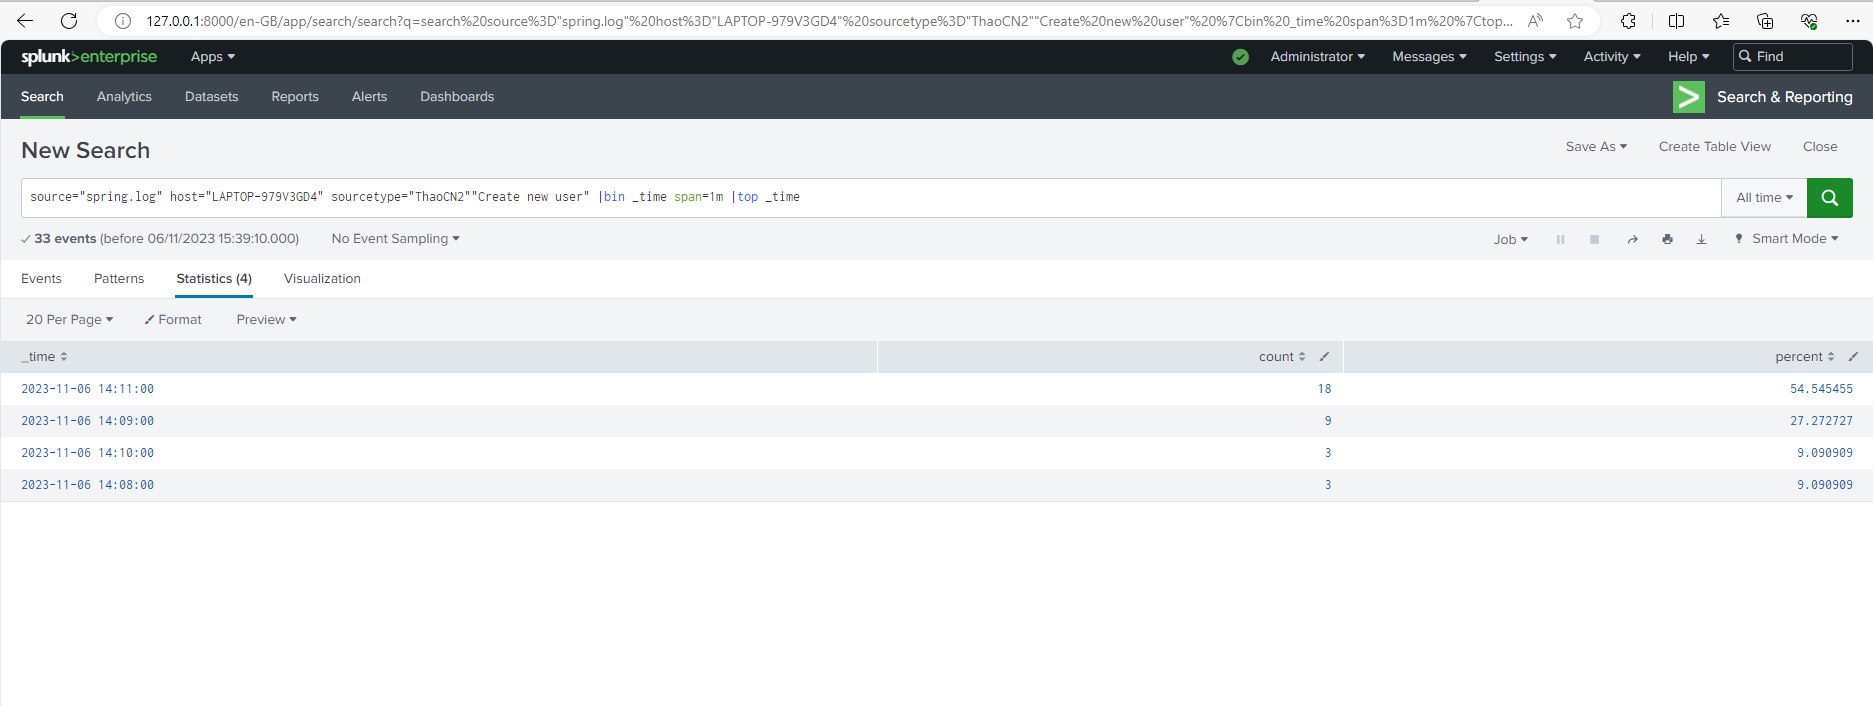 127.0.0.1:8000/en-GB/app/search/search?q=search%20source%3D"spring.log"%20host%3D"LAPTOP-979V3GD4"%20sourcetype%3D"ThaoCN2""Create%20new%20user"%20%7Cbin%20_time%20span%3D1m%20%7Ctop...
splunk>enterprise Apps Administrator Messages Settings Activity Help Find
Search Analytics Datasets Reports Alerts Dashboards Search & Reporting
New Search Save As Create Table View Close
source="spring.log" host="LAPTOP-979V3GD4" sourcetype="ThaoCN2""Create new user" |bin _time span=1m |top _time All time
33 events (before 06/11/2023 15:39:10.000) No Event Sampling Job Smart Mode
Events Patterns Statistics (4) Visualization
20 Per Page Format Preview
_time count percent
2023-11-06 14:11:00 18 54.545455
2023-11-06 14:09:00 9 27.272727
2023-11-06 14:10:00 3 9.090909
2023-11-06 14:08:00 3 9.090909